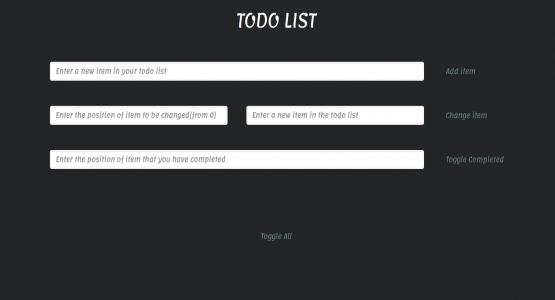 TODO LIST
Enter a new item in your todo list Add item
Enter the position of item to be changed(from 0) Enter a new item in the todo list Change item
Enter the position of item that you have completed Toggle Completed
Toggle All